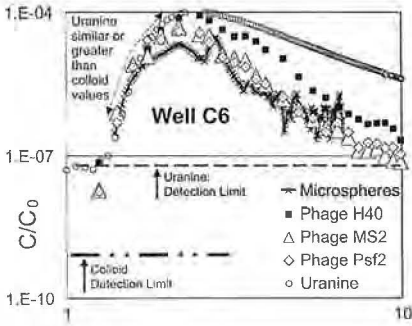 1.E-04
Uranine
similar or
greater
than
colloid
values
Well C6
1.E-07
Uranine:
Detection Limit
Microspheres
Phage H40
Phage MS2
Phage Psf2
Uranine
Colloid
Detection Limit
C/C0
1.E-10
1
10